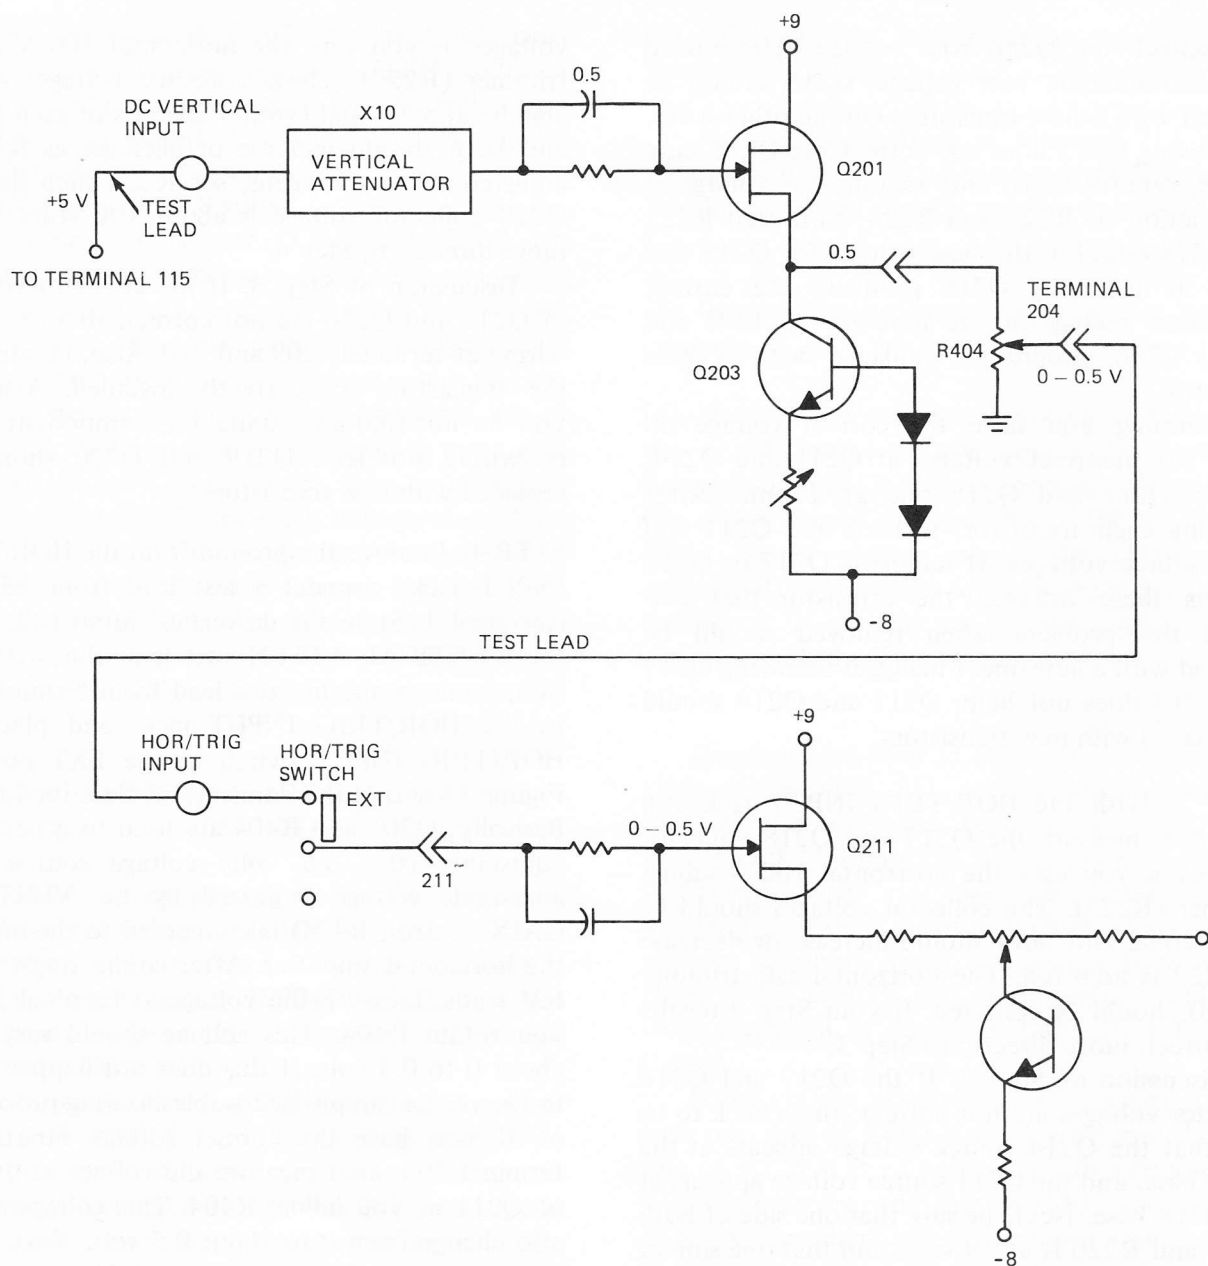 +9
0.5
DC VERTICAL
INPUT
X10
VERTICAL
ATTENUATOR
Q201
+5 V
TEST
LEAD
TO TERMINAL 115
0.5
TERMINAL
204
R404
0 – 0.5 V
Q203
-8
TEST LEAD
+9
HOR/TRIG
INPUT
HOR/TRIG
SWITCH
EXT
0 – 0.5 V
Q211
211
-8